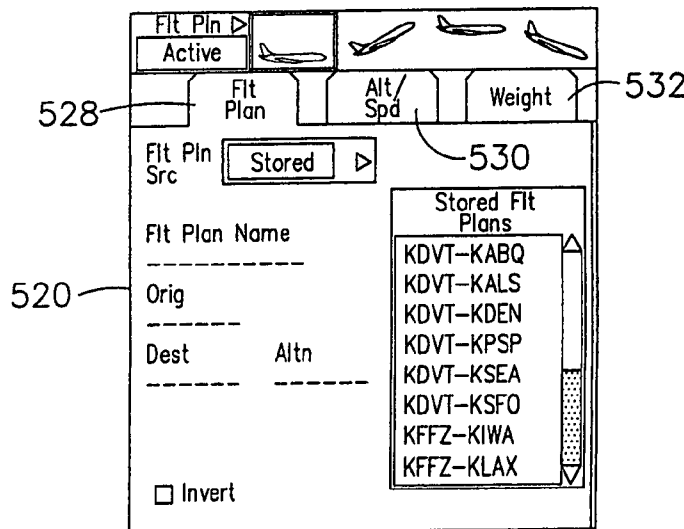 Flt Pln ▷
Active
Flt
Plan
Alt/
Spd
Weight
528
530
532
Flt Pln
Src
Stored ▷
Stored Flt
Plans
Flt Plan Name
Orig
Dest Altn
520
KDVT-KABQ
KDVT-KALS
KDVT-KDEN
KDVT-KPSP
KDVT-KSEA
KDVT-KSFO
KFFZ-KIWA
KFFZ-KLAX
□ Invert